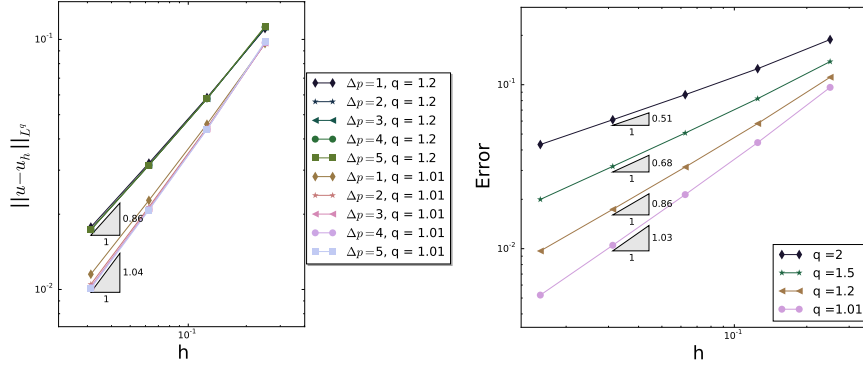 10⁻¹
10⁻²
||u−u_h||_{L^q}
0.86
1
1.04
1
10⁻¹
h
Δp=1, q = 1.2
Δp=2, q = 1.2
Δp=3, q = 1.2
Δp=4, q = 1.2
Δp=5, q = 1.2
Δp=1, q = 1.01
Δp=2, q = 1.01
Δp=3, q = 1.01
Δp=4, q = 1.01
Δp=5, q = 1.01
10⁻¹
10⁻²
Error
0.51
1
0.68
1
0.86
1
1.03
1
10⁻¹
h
q =2
q =1.5
q =1.2
q =1.01